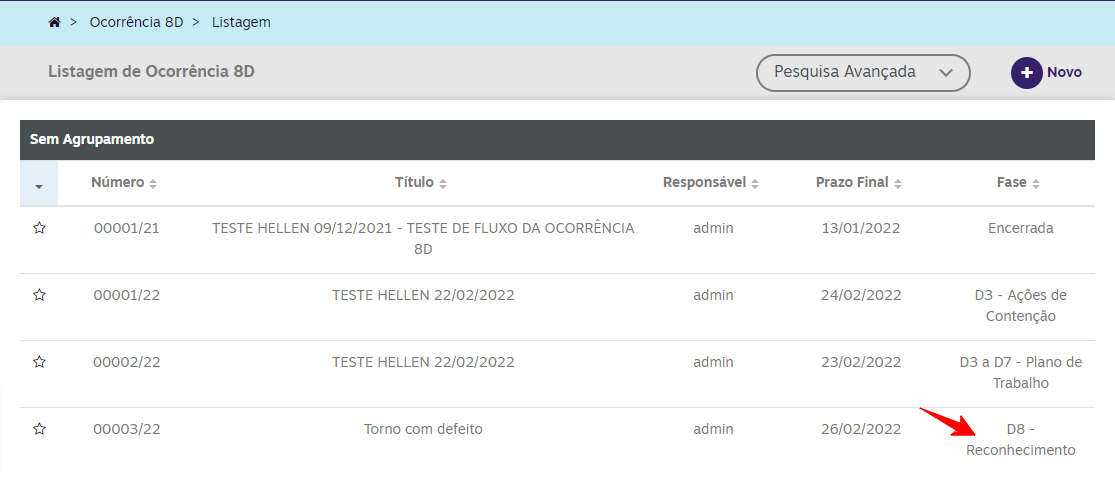 > Ocorrência 8D > Listagem
Listagem de Ocorrência 8D
Pesquisa Avançada
Novo
Sem Agrupamento
Número Título Responsável Prazo Final Fase
00001/21 TESTE HELLEN 09/12/2021 - TESTE DE FLUXO DA OCORRÊNCIA admin 13/01/2022 Encerrada
8D
00001/22 TESTE HELLEN 22/02/2022 admin 24/02/2022 D3 - Ações de
Contenção
00002/22 TESTE HELLEN 22/02/2022 admin 23/02/2022 D3 a D7 - Plano de
Trabalho
00003/22 Torno com defeito admin 26/02/2022 D8 -
Reconhecimento